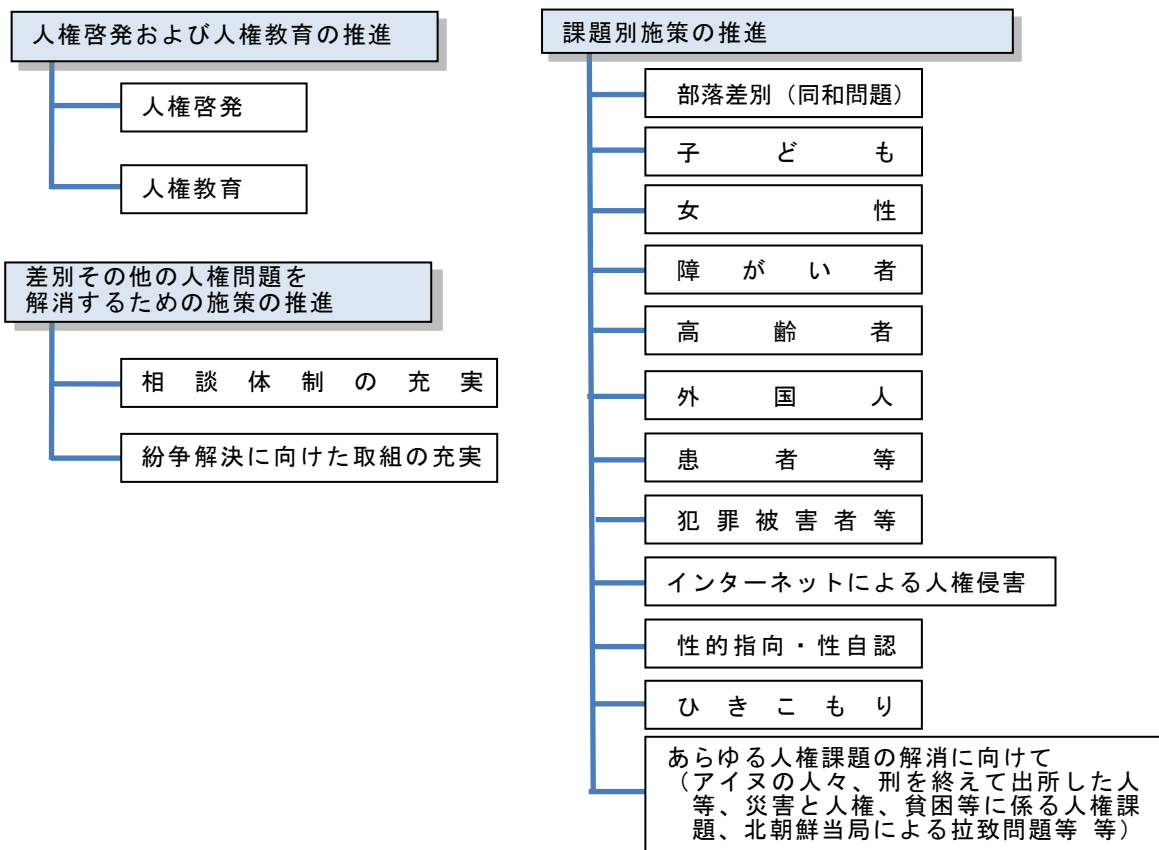 人権啓発および人権教育の推進
人権啓発
人権教育
差別その他の人権問題を
解消するための施策の推進
相談体制の充実
紛争解決に向けた取組の充実
課題別施策の推進
部落差別（同和問題）
子ども
女性
障がい者
高齢者
外国人
患者等
犯罪被害者等
インターネットによる人権侵害
性的指向・性自認
ひきこもり
あらゆる人権課題の解消に向けて
（アイヌの人々、刑を終えて出所した人
等、災害と人権、貧困等に係る人権課
題、北朝鮮当局による拉致問題等 等）